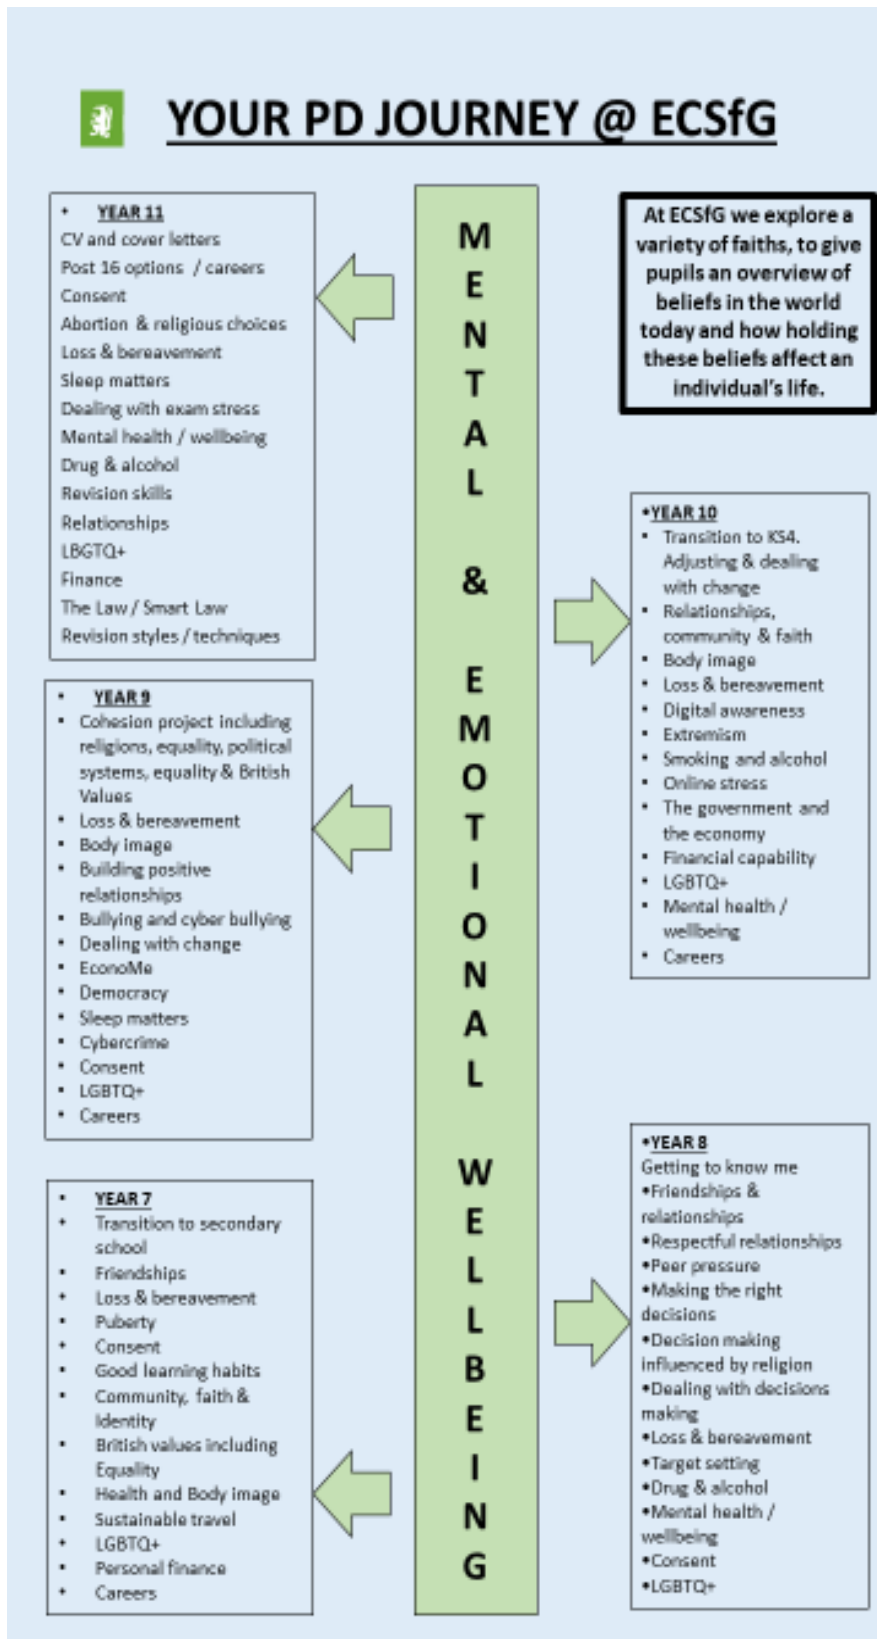 YOUR PD JOURNEY @ ECSfG
• YEAR 11
CV and cover letters
Post 16 options / careers
Consent
Abortion & religious choices
Loss & bereavement
Sleep matters
Dealing with exam stress
Mental health / wellbeing
Drug & alcohol
Revision skills
Relationships
LBGTQ+
Finance
The Law / Smart Law
Revision styles / techniques
MENTAL & EMOTIONAL WELLBEING
At ECSfG we explore a
variety of faiths, to give
pupils an overview of
beliefs in the world
today and how holding
these beliefs affect an
individual's life.
•YEAR 10
• Transition to KS4.
Adjusting & dealing
with change
• Relationships,
community & faith
• Body image
• Loss & bereavement
• Digital awareness
• Extremism
• Smoking and alcohol
• Online stress
• The government and
the economy
• Financial capability
• LGBTQ+
• Mental health /
wellbeing
• Careers
• YEAR 9
• Cohesion project including
religions, equality, political
systems, equality & British
Values
• Loss & bereavement
• Body image
• Building positive
relationships
• Bullying and cyber bullying
• Dealing with change
• EconoMe
• Democracy
• Sleep matters
• Cybercrime
• Consent
• LGBTQ+
• Careers
•YEAR 8
Getting to know me
•Friendships &
relationships
•Respectful relationships
•Peer pressure
•Making the right
decisions
•Decision making
influenced by religion
•Dealing with decisions
making
•Loss & bereavement
•Target setting
•Drug & alcohol
•Mental health /
wellbeing
•Consent
•LGBTQ+
• YEAR 7
• Transition to secondary
school
• Friendships
• Loss & bereavement
• Puberty
• Consent
• Good learning habits
• Community, faith &
Identity
• British values including
Equality
• Health and Body image
• Sustainable travel
• LGBTQ+
• Personal finance
• Careers